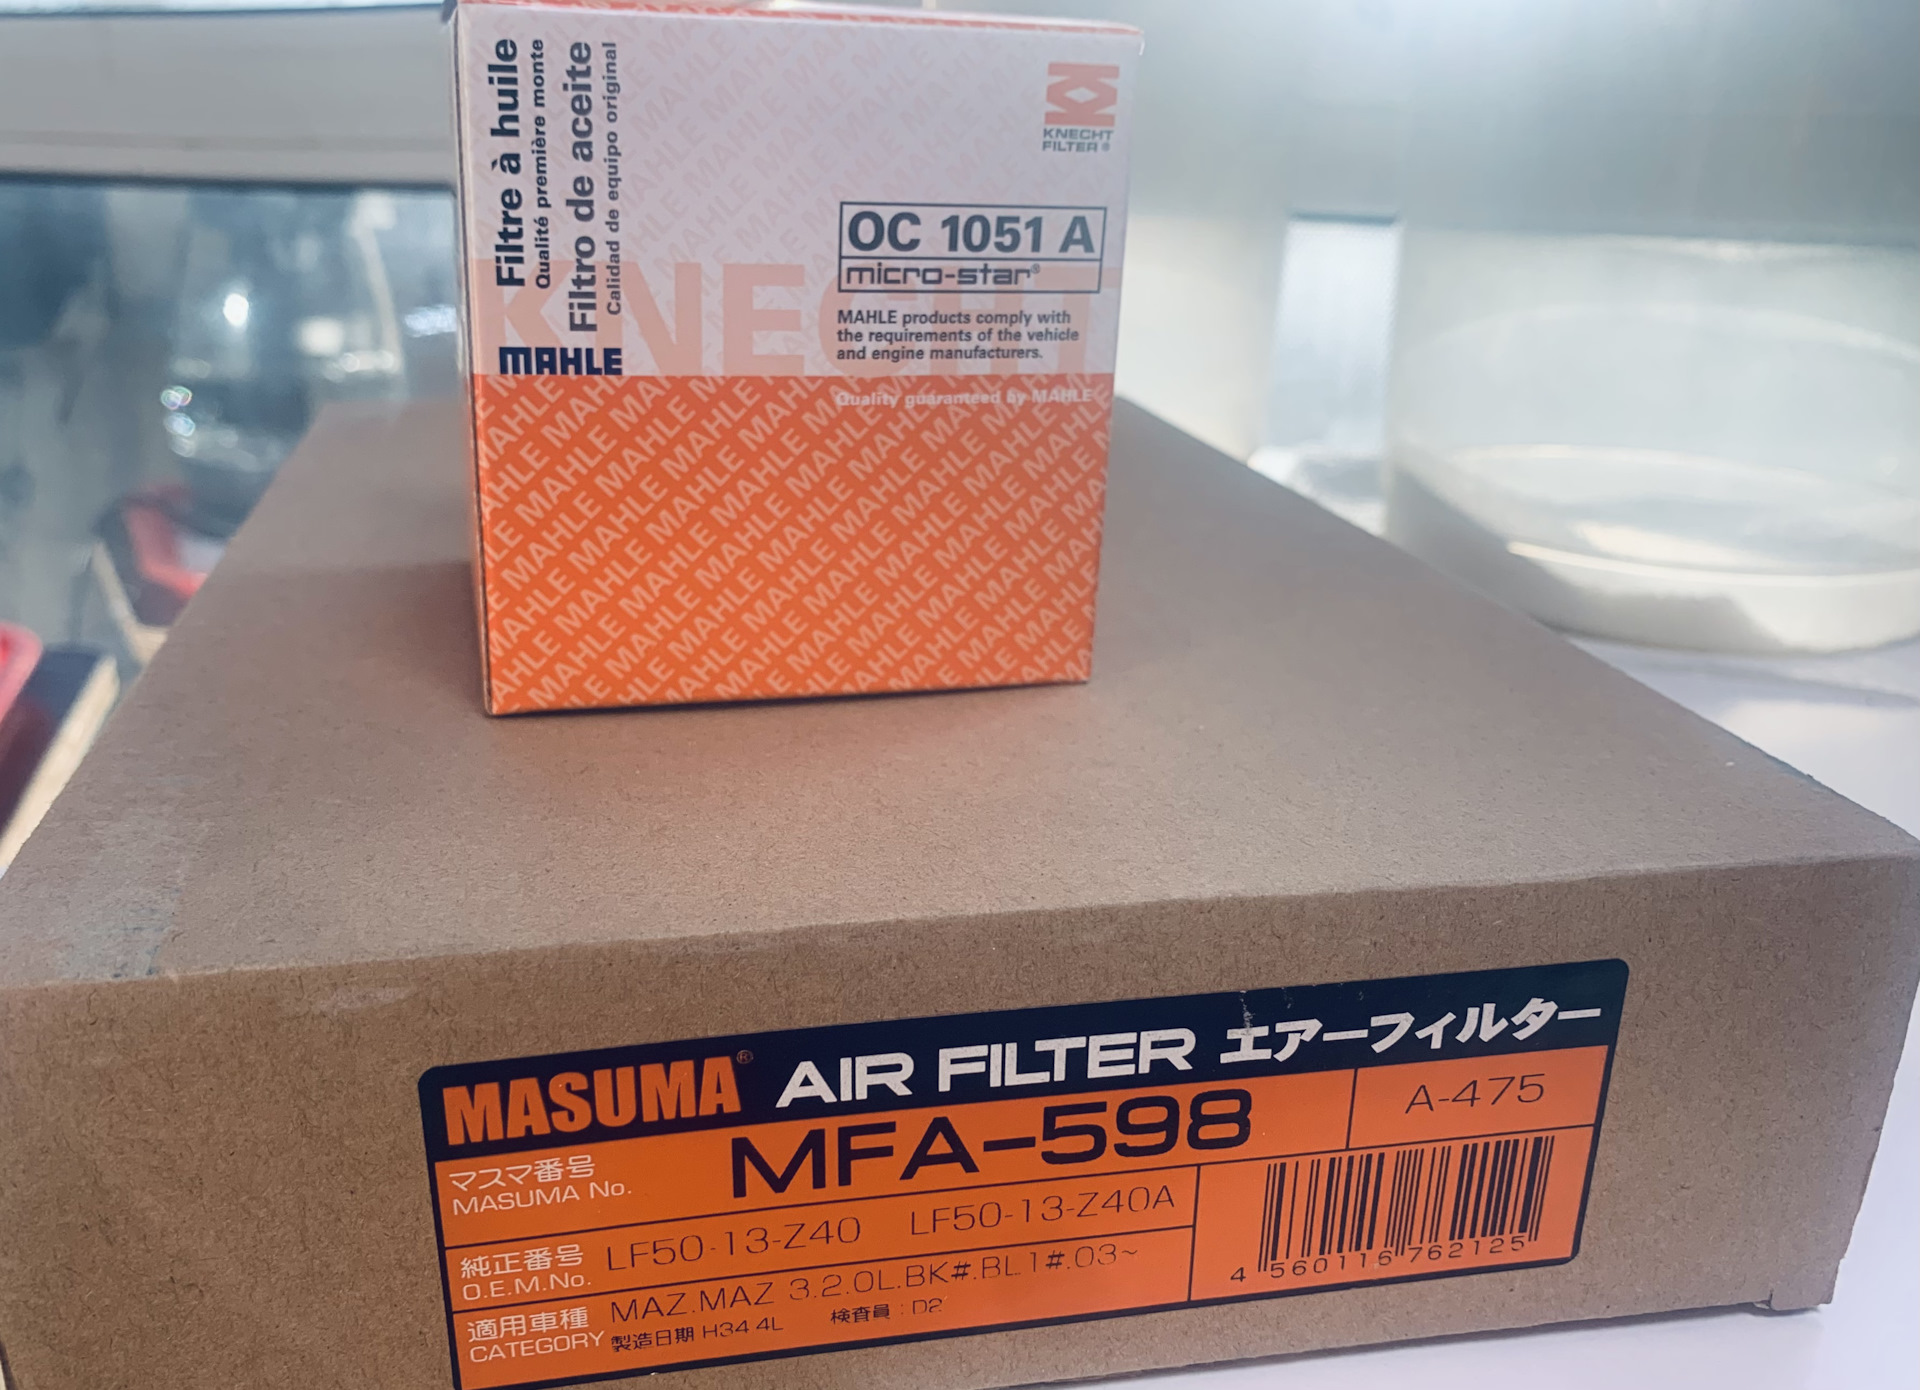 Filtre à huile
Qualité première monte
Filtro de aceite
Calidad de equipo original
MAHLE
KNECHT
FILTER®
OC 1051 A
micro-star®
KNECHT
MAHLE products comply with
the requirements of the vehicle
and engine manufacturers.
Quality guaranteed by MAHLE
MASUMA® AIR FILTER エアーフィルター
マスマ番号
MASUMA No.
MFA-598
A-475
純正番号
O.E.M.No.
LF50-13-Z40 LF50-13-Z40A
適用車種
CATEGORY
MAZ.MAZ 3.2.0L.BK#.BL1#.03~
製造日期 H34 4L 検査員 : D2
4 560116 762125